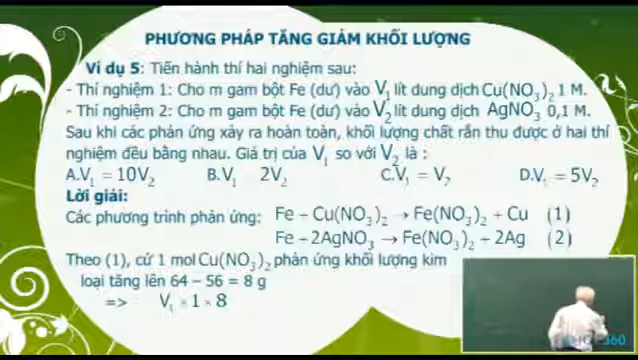 PHƯƠNG PHÁP TĂNG GIẢM KHỐI LƯỢNG
Ví dụ 5: Tiến hành thí hai nghiệm sau:
- Thí nghiệm 1: Cho m gam bột Fe (dư) vào V₁ lít dung dịch Cu(NO₃)₂ 1 M.
- Thí nghiệm 2: Cho m gam bột Fe (dư) vào V₂ lít dung dịch AgNO₃ 0,1 M.
Sau khi các phản ứng xảy ra hoàn toàn, khối lượng chất rắn thu được ở hai thí
nghiệm đều bằng nhau. Giá trị của V₁ so với V₂ là :
A.V₁ = 10V₂ B.V₁ 2V₂ C.V₁ = V₂ D.V₁ = 5V₂
Lời giải:
Các phương trình phản ứng: Fe + Cu(NO₃)₂ → Fe(NO₃)₂ + Cu (1)
Fe + 2AgNO₃ → Fe(NO₃)₂ + 2Ag (2)
Theo (1), cứ 1 mol Cu(NO₃)₂ phản ứng khối lượng kim
loại tăng lên 64 – 56 = 8 g
=> V₁ × 1 × 8
360